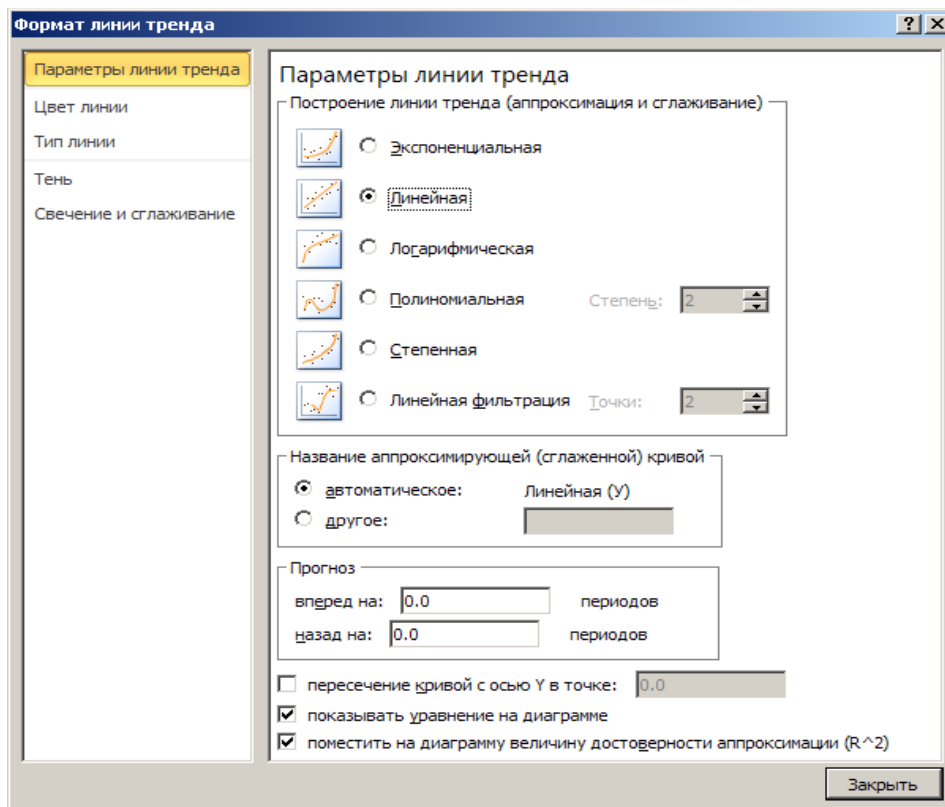 Формат линии тренда
Параметры линии тренда
Цвет линии
Тип линии
Тень
Свечение и сглаживание
Параметры линии тренда
Построение линии тренда (аппроксимация и сглаживание)
Экспоненциальная
Линейная
Логарифмическая
Полиномиальная Степень: 2
Степенная
Линейная фильтрация Точки: 2
Название аппроксимирующей (сглаженной) кривой
автоматическое: Линейная (У)
другое:
Прогноз
вперед на: 0.0 периодов
назад на: 0.0 периодов
пересечение кривой с осью Y в точке: 0.0
показывать уравнение на диаграмме
поместить на диаграмму величину достоверности аппроксимации (R^2)
Закрыть